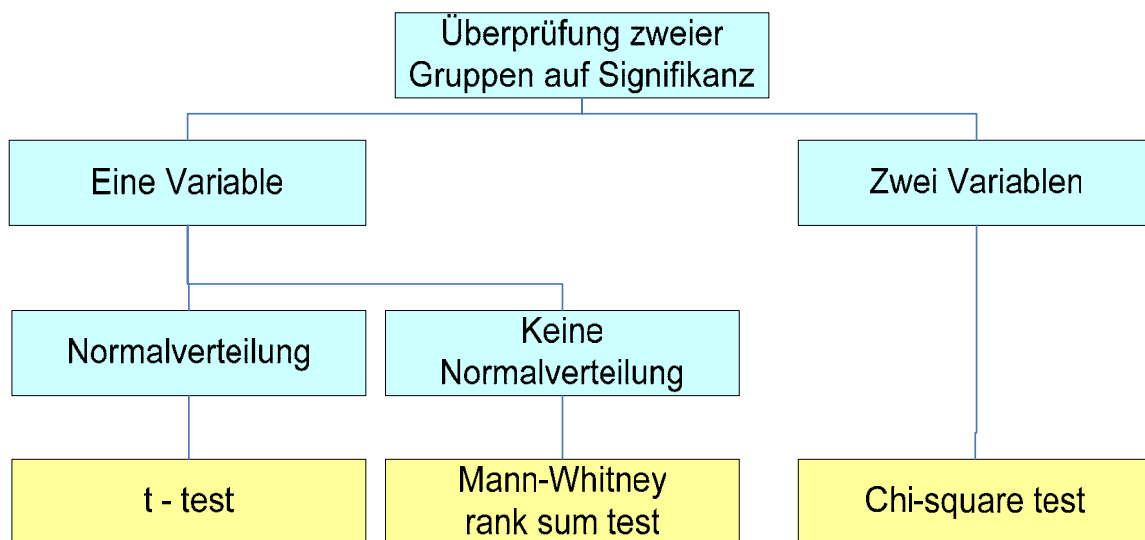 Überprüfung zweier
Gruppen auf Signifikanz
Eine Variable
Zwei Variablen
Normalverteilung
Keine
Normalverteilung
t - test
Mann-Whitney
rank sum test
Chi-square test